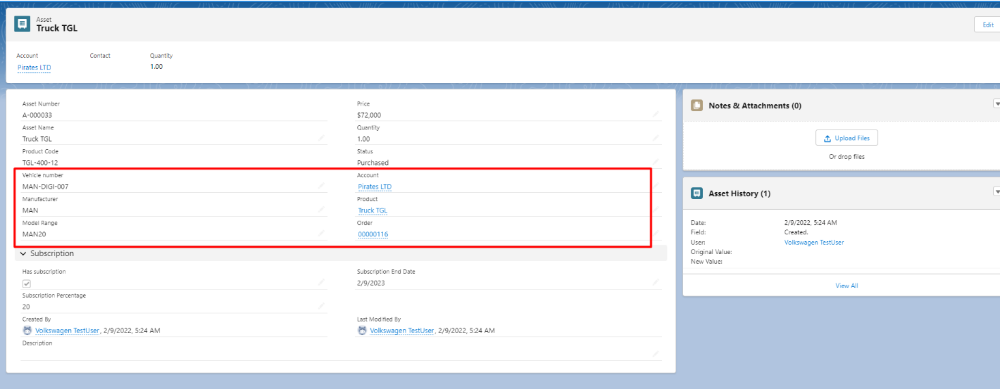 Asset
Truck TGL
Edit
Account
Contact
Quantity
Pirates LTD
1.00
Asset Number
A-000033
Asset Name
Truck TGL
Product Code
TGL-400-12
Vehicle number
MAN-DIGI-007
Manufacturer
MAN
Model Range
MAN20
Price
$72,000
Quantity
1.00
Status
Purchased
Account
Pirates LTD
Product
Truck TGL
Order
00000116
Subscription
Has subscription
Subscription Percentage
20
Created By
Volkswagen TestUser, 2/9/2022, 5:24 AM
Description
Subscription End Date
2/9/2023
Last Modified By
Volkswagen TestUser, 2/9/2022, 5:24 AM
Notes & Attachments (0)
Upload Files
Or drop files
Asset History (1)
Date: 2/9/2022, 5:24 AM
Field: Created.
User: Volkswagen TestUser
Original Value:
New Value:
View All